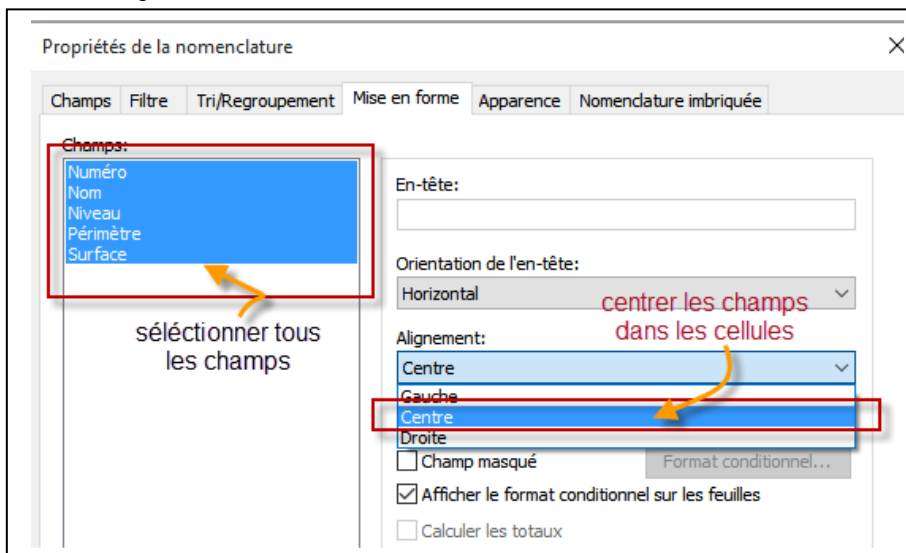 Propriétés de la nomenclature
Champs Filtre Tri/Regroupement Mise en forme Apparence Nomenclature imbriquée
Champs:
Numéro
Nom
Niveau
Périmètre
Surface
séléctionner tous
les champs
En-tête:
Orientation de l'en-tête:
Horizontal
centrer les champs
dans les cellules
Alignement:
Centre
Gauche
Centre
Droite
Champ masqué Format conditionnel...
Afficher le format conditionnel sur les feuilles
Calculer les totaux